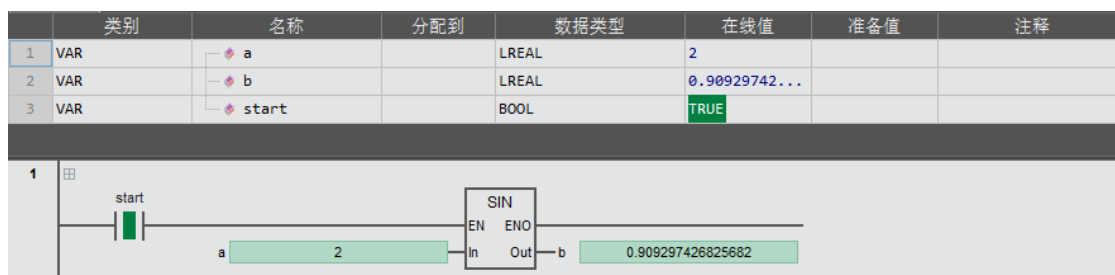 类别 名称 分配到 数据类型 在线值 准备值 注释
1 VAR a LREAL 2
2 VAR b LREAL 0.90929742...
3 VAR start BOOL TRUE
1
start
SIN
EN ENO
a 2 In Out b 0.909297426825682